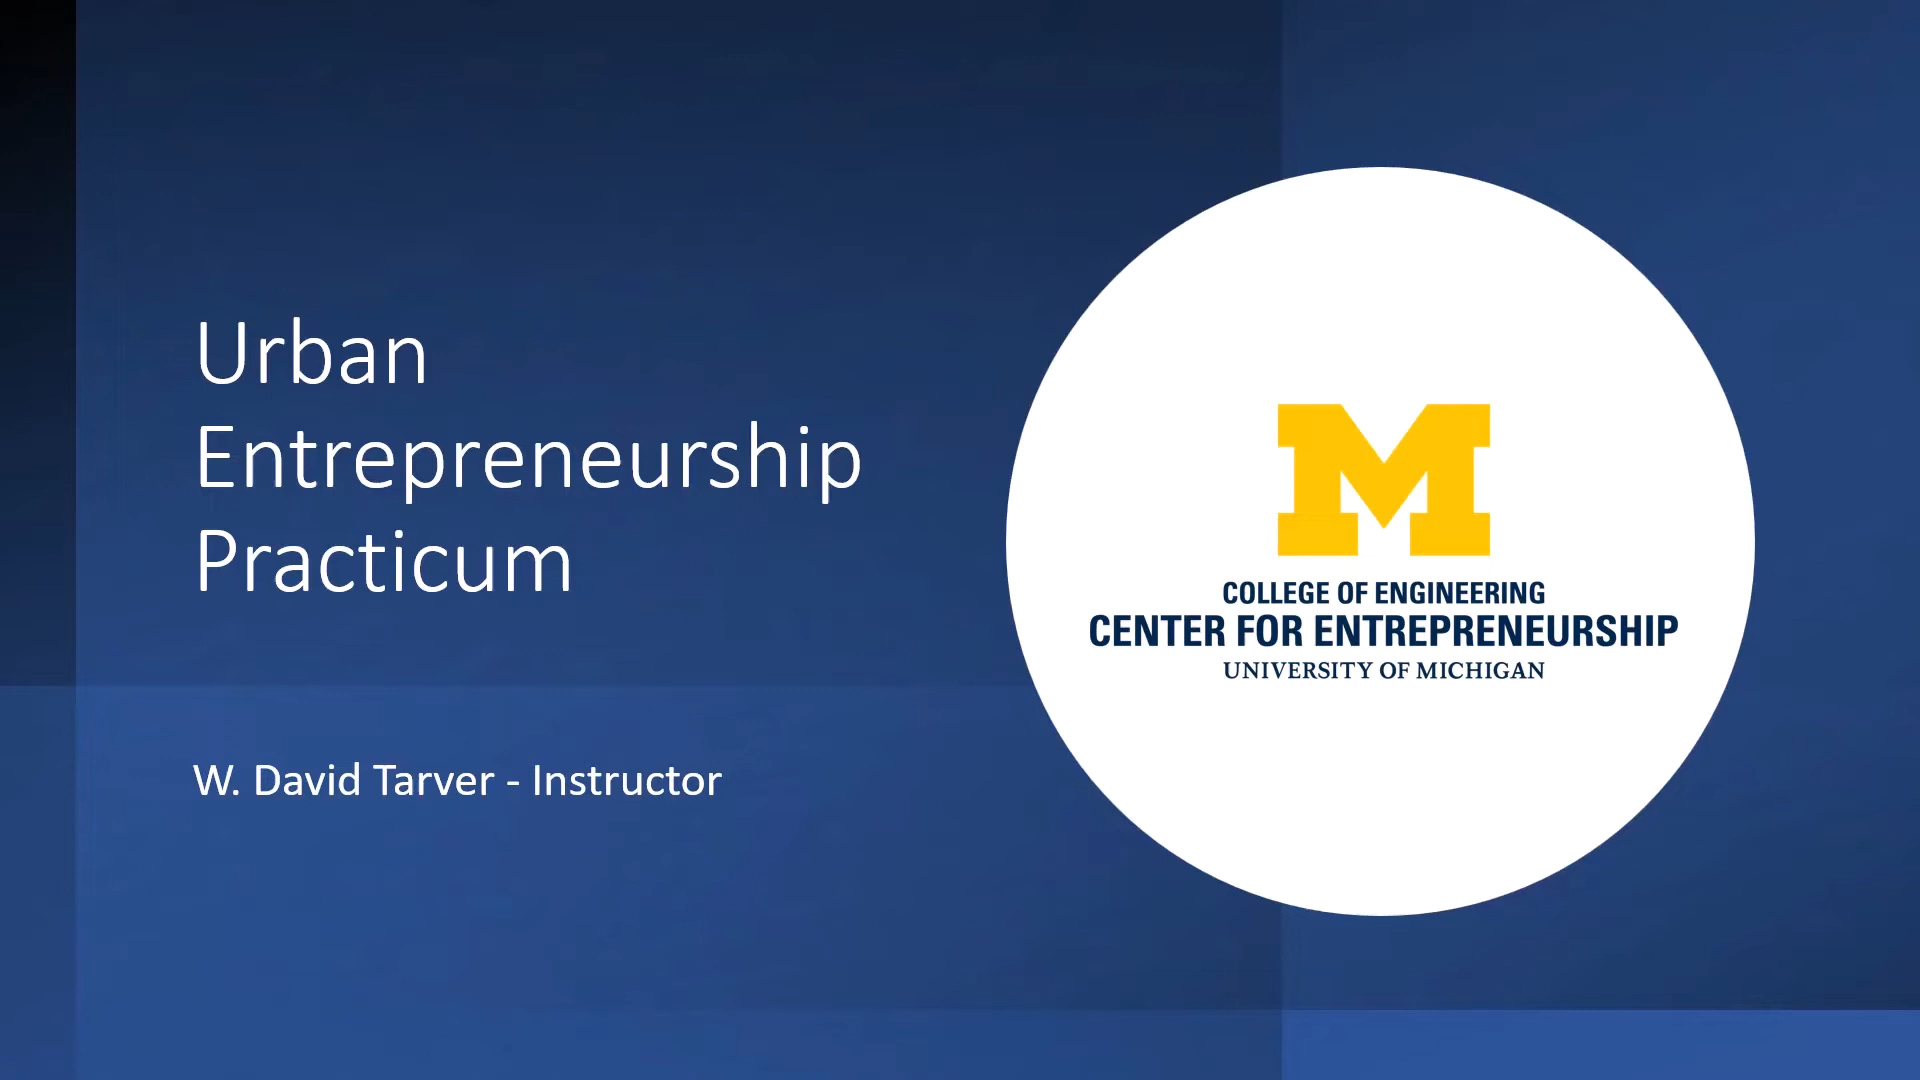 Urban
Entrepreneurship
Practicum
W. David Tarver - Instructor
M
COLLEGE OF ENGINEERING
CENTER FOR ENTREPRENEURSHIP
UNIVERSITY OF MICHIGAN